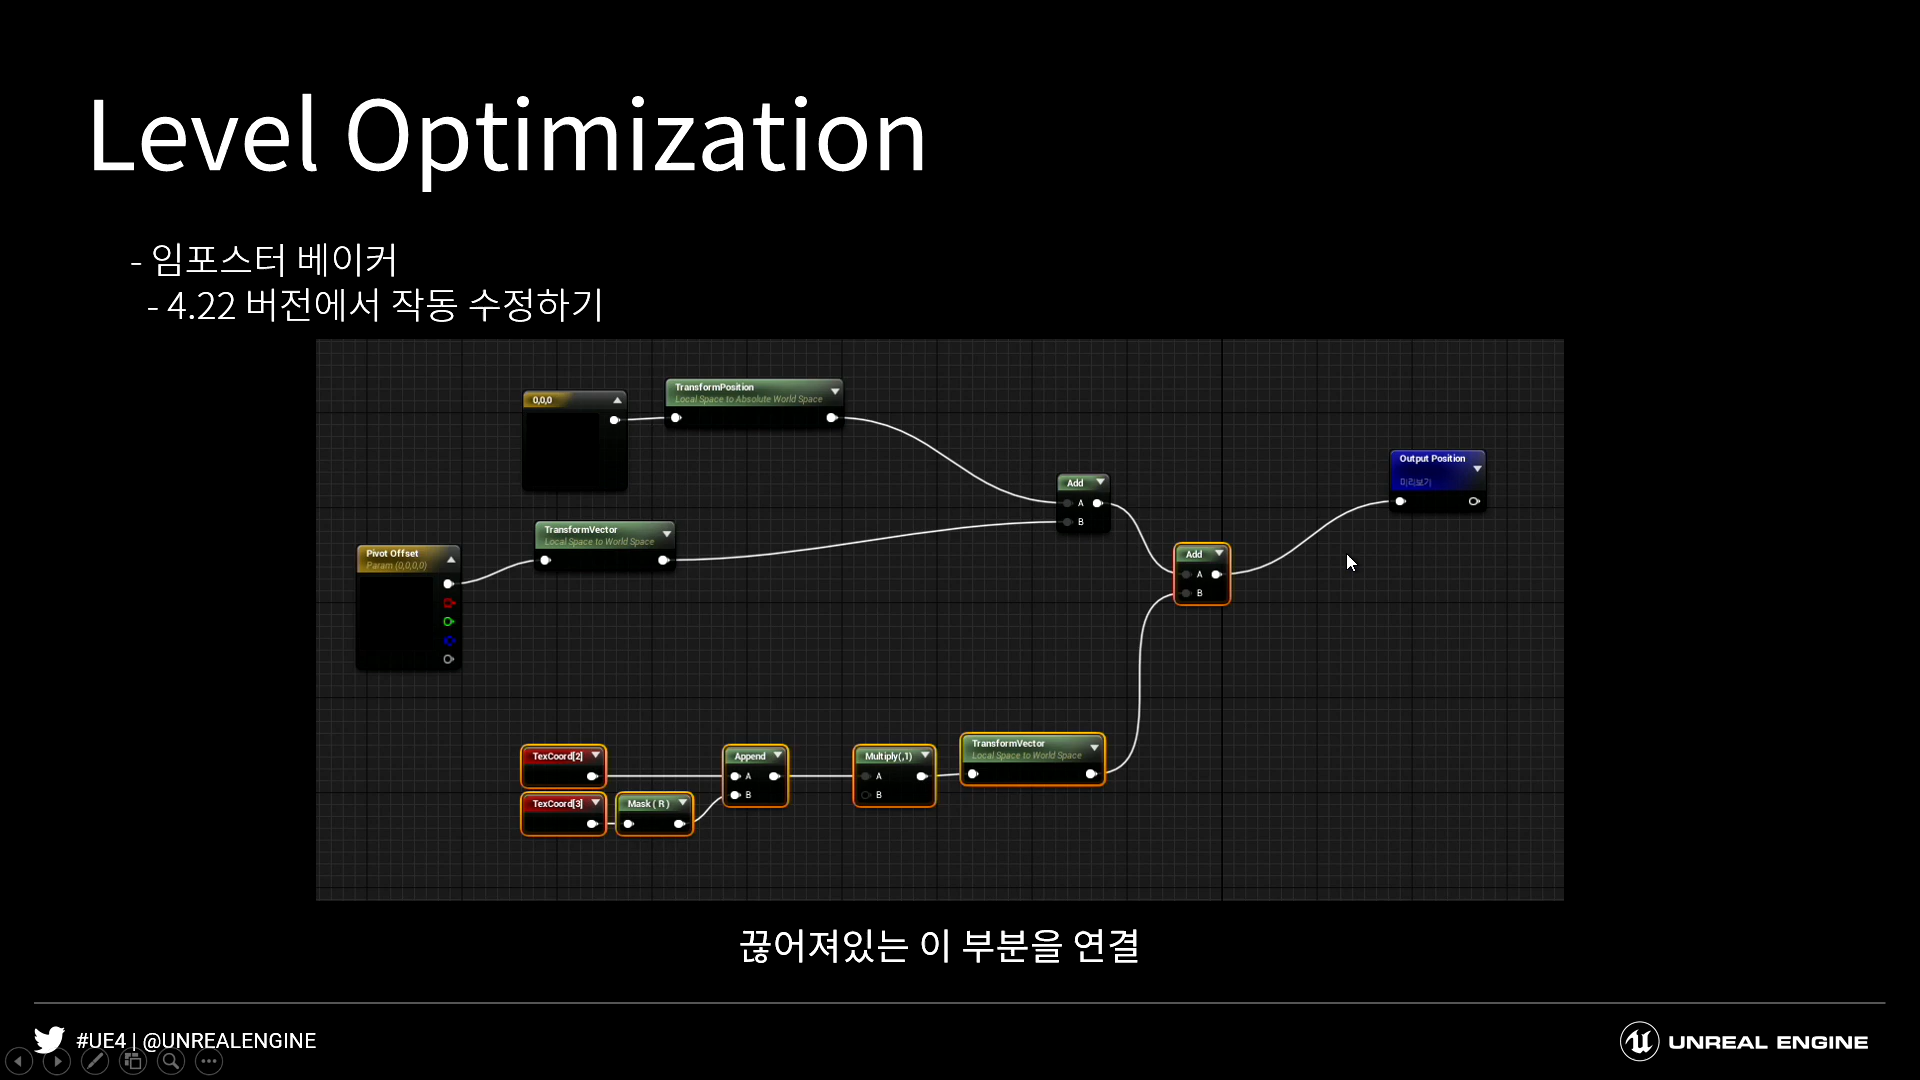 Level Optimization
- 임포스터 베이커
- 4.22 버전에서 작동 수정하기
0,0,0
TransformPosition
Local Space to Absolute World Space
Add
A
B
Output Position
미리보기
TransformVector
Local Space to World Space
Pivot Offset
Param (0,0,0,0)
Add
A
B
TexCoord[2]
TexCoord[3]
Mask ( R )
Append
A
B
Multiply(,1)
A
B
TransformVector
Local Space to World Space
끊어져있는 이 부분을 연결
#UE4 | @UNREALENGINE
UNREAL ENGINE